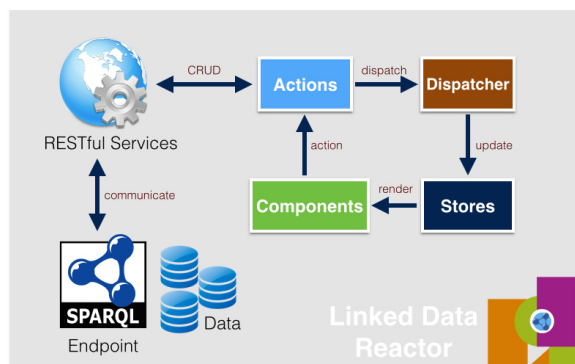 CRUD
Actions
dispatch
Dispatcher
RESTful Services
action
update
communicate
Components
render
Stores
SPARQL
Data
Endpoint
Linked Data
Reactor